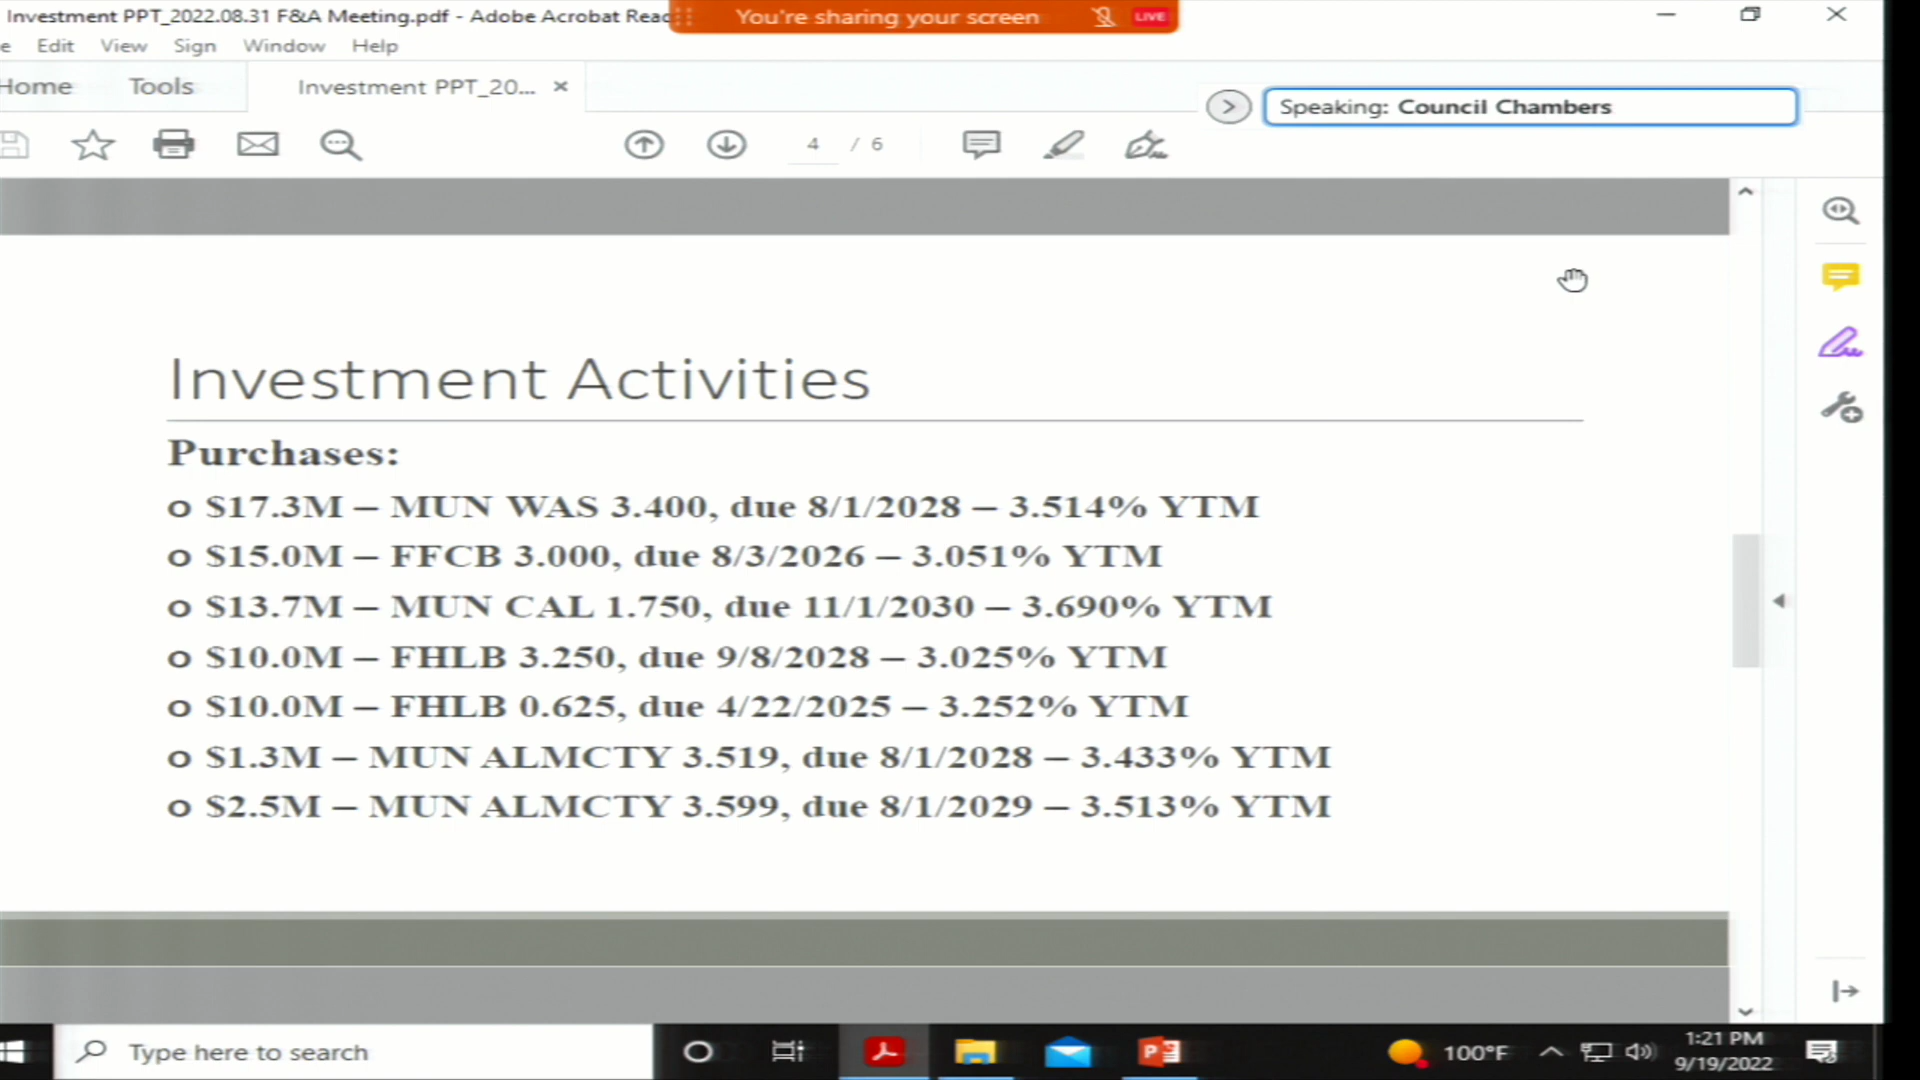 Investment PPT_2022.08.31 F&A Meeting.pdf - Adobe Acrobat Reac
You're sharing your screen
LIVE
e Edit View Sign Window Help
Home Tools Investment PPT_20... ×
Speaking: Council Chambers
4 / 6
Investment Activities
Purchases:
o $17.3M – MUN WAS 3.400, due 8/1/2028 – 3.514% YTM
o $15.0M – FFCB 3.000, due 8/3/2026 – 3.051% YTM
o $13.7M – MUN CAL 1.750, due 11/1/2030 – 3.690% YTM
o $10.0M – FHLB 3.250, due 9/8/2028 – 3.025% YTM
o $10.0M – FHLB 0.625, due 4/22/2025 – 3.252% YTM
o $1.3M – MUN ALMCTY 3.519, due 8/1/2028 – 3.433% YTM
o $2.5M – MUN ALMCTY 3.599, due 8/1/2029 – 3.513% YTM
Type here to search
100°F
1:21 PM
9/19/2022